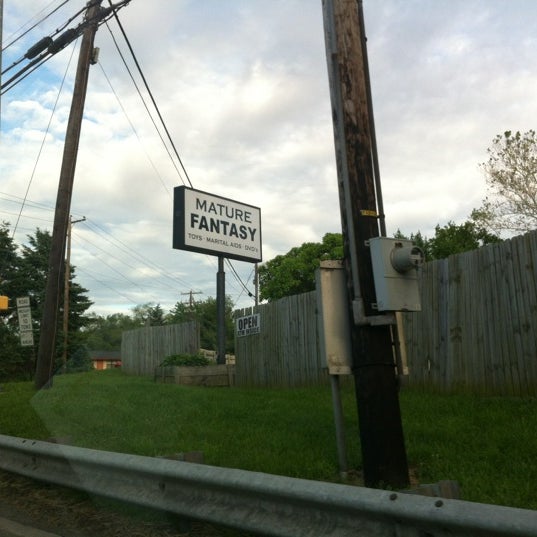 MATURE
FANTASY
TOYS · MARITAL AIDS · DVD's
OPEN